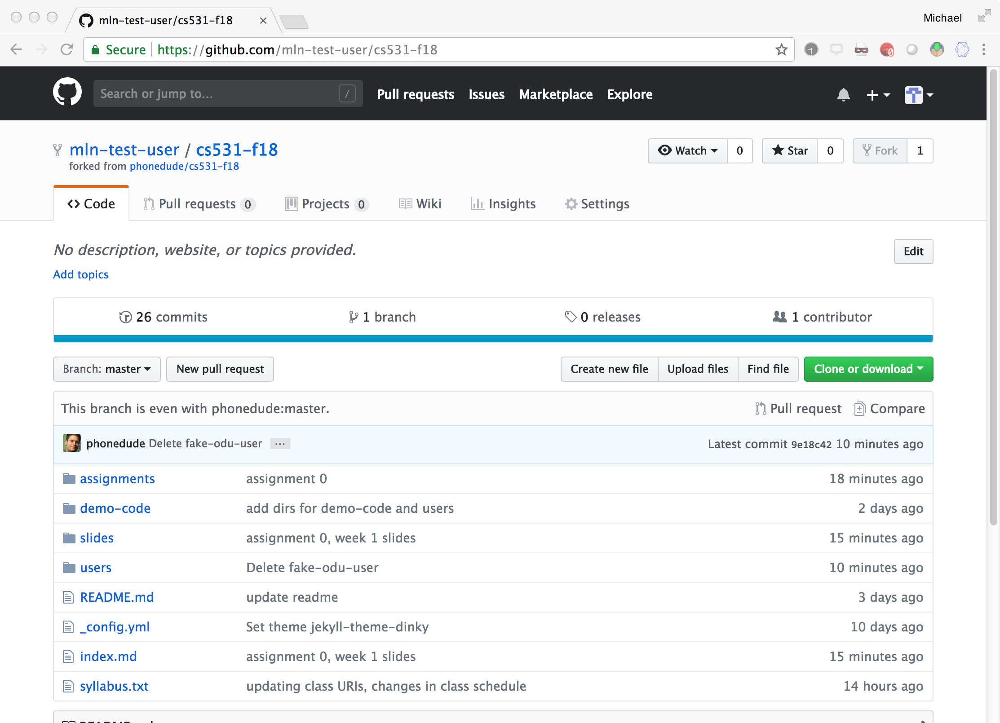 mln-test-user/cs531-f18
Michael
Secure https://github.com/mln-test-user/cs531-f18
Search or jump to... / Pull requests Issues Marketplace Explore
mln-test-user / cs531-f18
Watch 0 Star 0 Fork 1
forked from phonedude/cs531-f18
Code Pull requests 0 Projects 0 Wiki Insights Settings
No description, website, or topics provided.
Edit
Add topics
26 commits 1 branch 0 releases 1 contributor
Branch: master New pull request Create new file Upload files Find file Clone or download
This branch is even with phonedude:master. Pull request Compare
phonedude Delete fake-odu-user ... Latest commit 9e18c42 10 minutes ago
assignments assignment 0 18 minutes ago
demo-code add dirs for demo-code and users 2 days ago
slides assignment 0, week 1 slides 15 minutes ago
users Delete fake-odu-user 10 minutes ago
README.md update readme 3 days ago
_config.yml Set theme jekyll-theme-dinky 10 days ago
index.md assignment 0, week 1 slides 15 minutes ago
syllabus.txt updating class URIs, changes in class schedule 14 hours ago